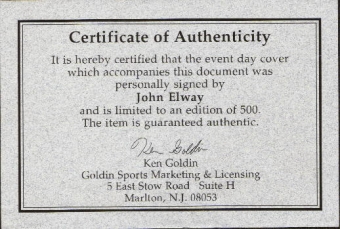 Certificate of Authenticity
It is hereby certified that the event day cover
which accompanies this document was
personally signed by
John Elway
and is limited to an edition of 500.
The item is guaranteed authentic.
Ken Goldin
Ken Goldin
Goldin Sports Marketing & Licensing
5 East Stow Road Suite H
Marlton, N.J. 08053